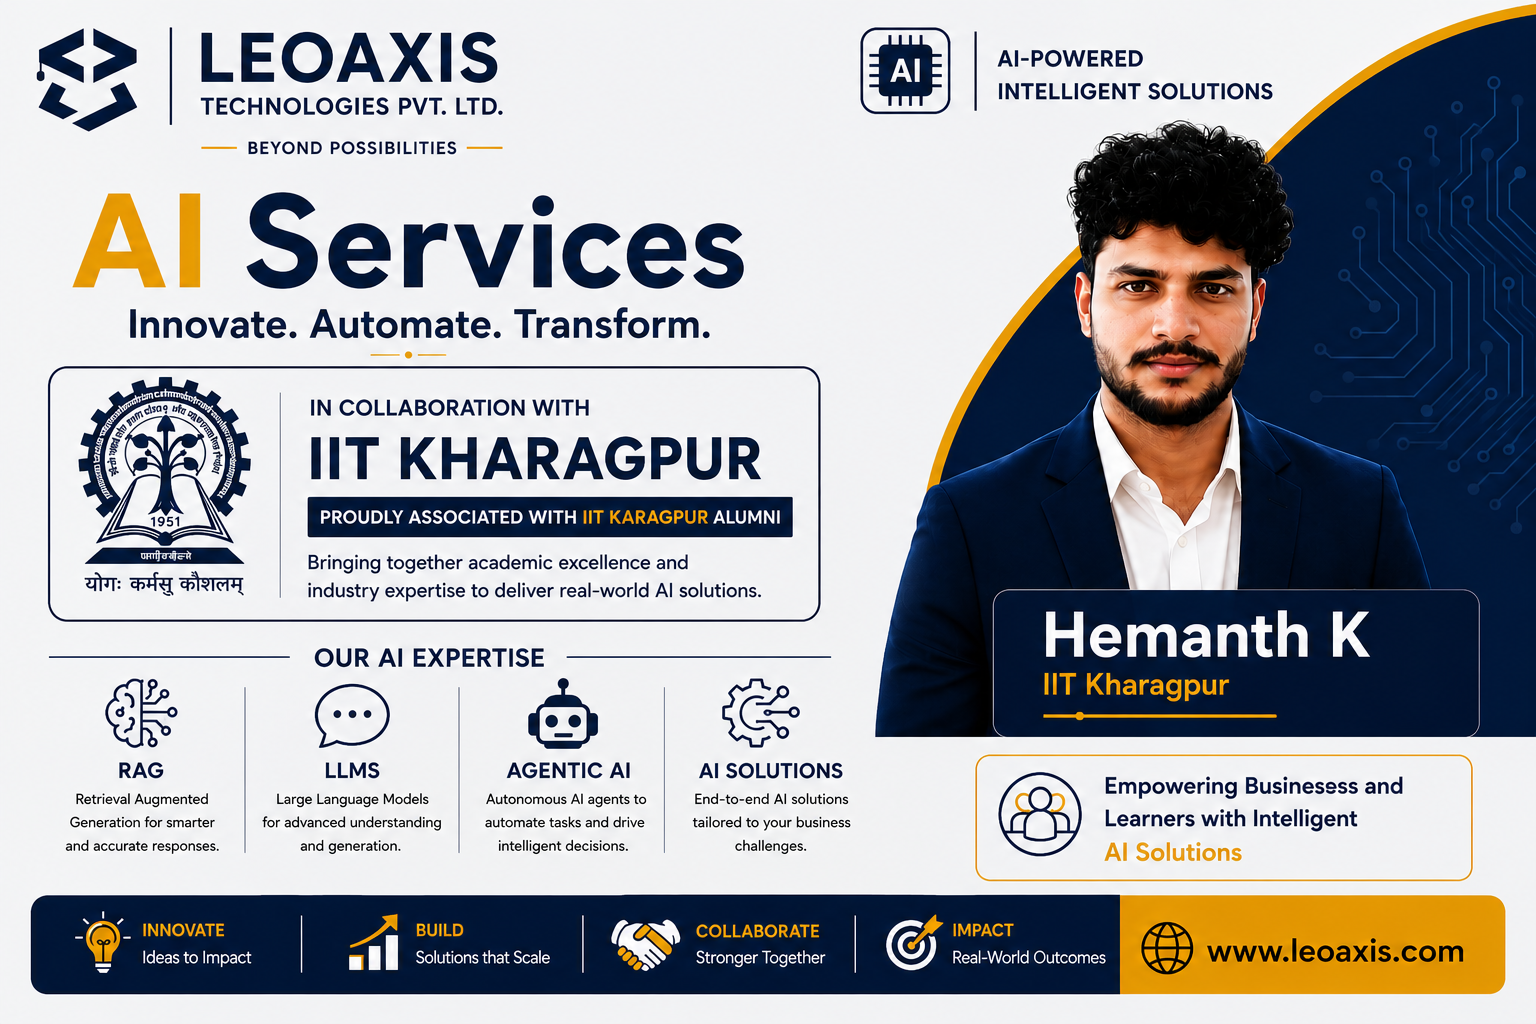 LEOAXIS
TECHNOLOGIES PVT. LTD.
BEYOND POSSIBILITIES
AI
AI-POWERED
INTELLIGENT SOLUTIONS
AI Services
Innovate. Automate. Transform.
1951
योगः कर्मसु कौशलम्
IN COLLABORATION WITH
IIT KHARAGPUR
PROUDLY ASSOCIATED WITH IIT KARAGPUR ALUMNI
Bringing together academic excellence and
industry expertise to deliver real-world AI solutions.
Hemanth K
IIT Kharagpur
OUR AI EXPERTISE
RAG
Retrieval Augmented
Generation for smarter
and accurate responses.
LLMS
Large Language Models
for advanced understanding
and generation.
AGENTIC AI
Autonomous AI agents to
automate tasks and drive
intelligent decisions.
AI SOLUTIONS
End-to-end AI solutions
tailored to your business
challenges.
Empowering Businesess and
Learners with Intelligent
AI Solutions
INNOVATE
Ideas to Impact
BUILD
Solutions that Scale
COLLABORATE
Stronger Together
IMPACT
Real-World Outcomes
www.leoaxis.com